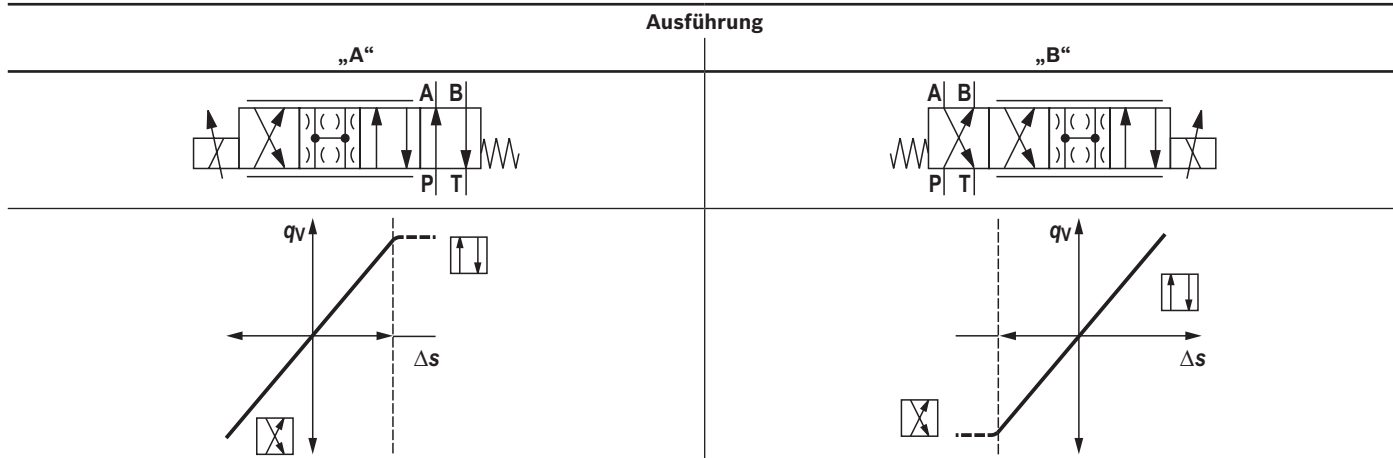 Ausführung
„A“
„B“
A B
P T
A B
P T
qV
Δs
qV
Δs